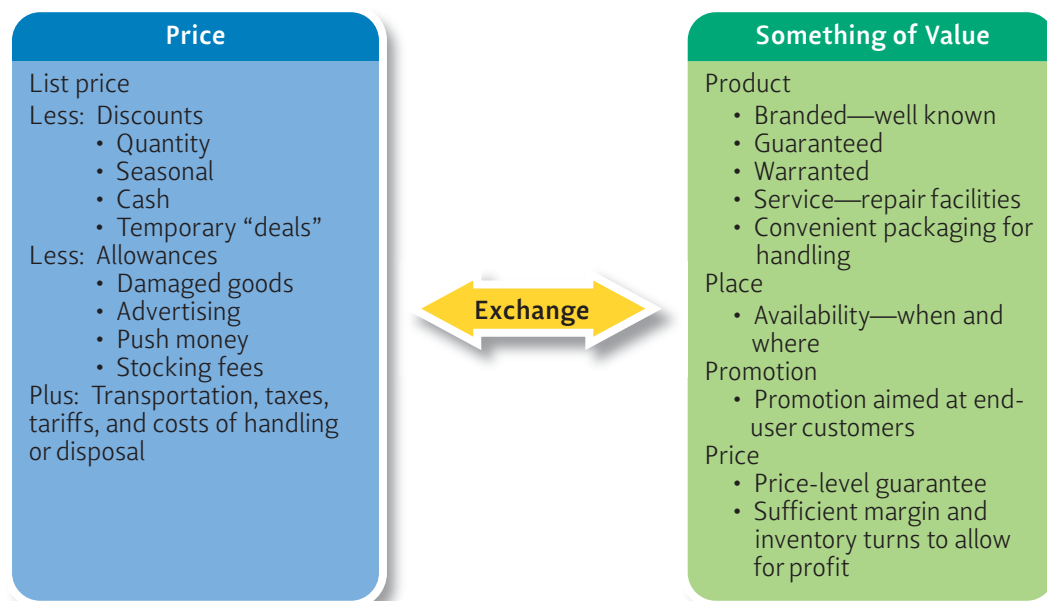 Price
List price
Less: Discounts
• Quantity
• Seasonal
• Cash
• Temporary “deals”
Less: Allowances
• Damaged goods
• Advertising
• Push money
• Stocking fees
Plus: Transportation, taxes,
tariffs, and costs of handling
or disposal
Exchange
Something of Value
Product
• Branded—well known
• Guaranteed
• Warranted
• Service—repair facilities
• Convenient packaging for
handling
Place
• Availability—when and
where
Promotion
• Promotion aimed at end-
user customers
Price
• Price-level guarantee
• Sufficient margin and
inventory turns to allow
for profit